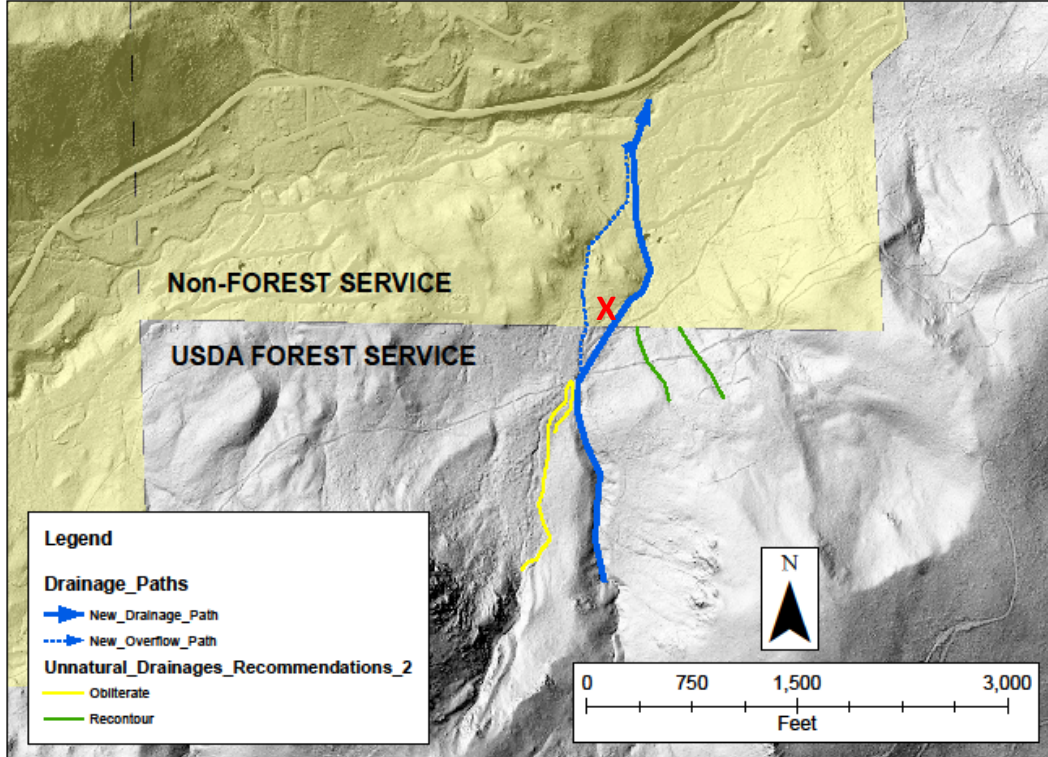 X
Non-FOREST SERVICE
USDA FOREST SERVICE
Legend
Drainage_Paths
New_Drainage_Path
New_Overflow_Path
Unnatural_Drainages_Recommendations_2
Obliterate
Recontour
N
0 750 1,500 3,000
Feet